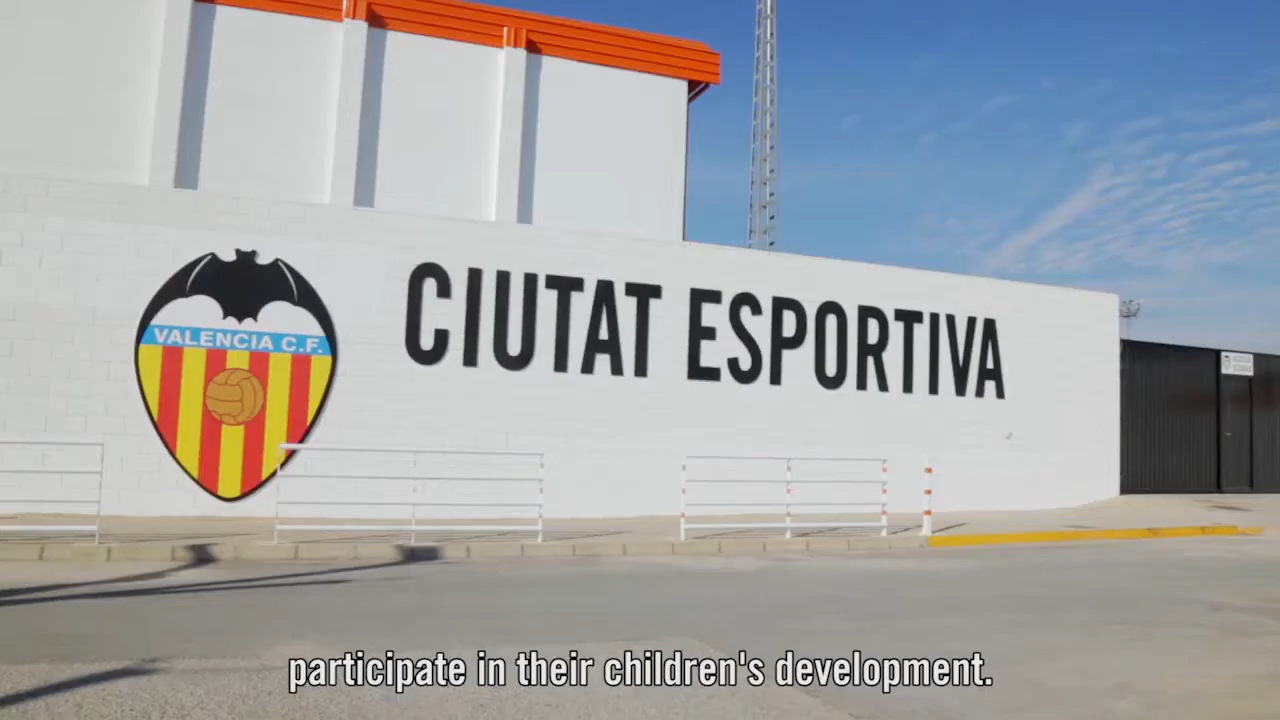 VALENCIA C.F.
CIUTAT ESPORTIVA
participate in their children's development.